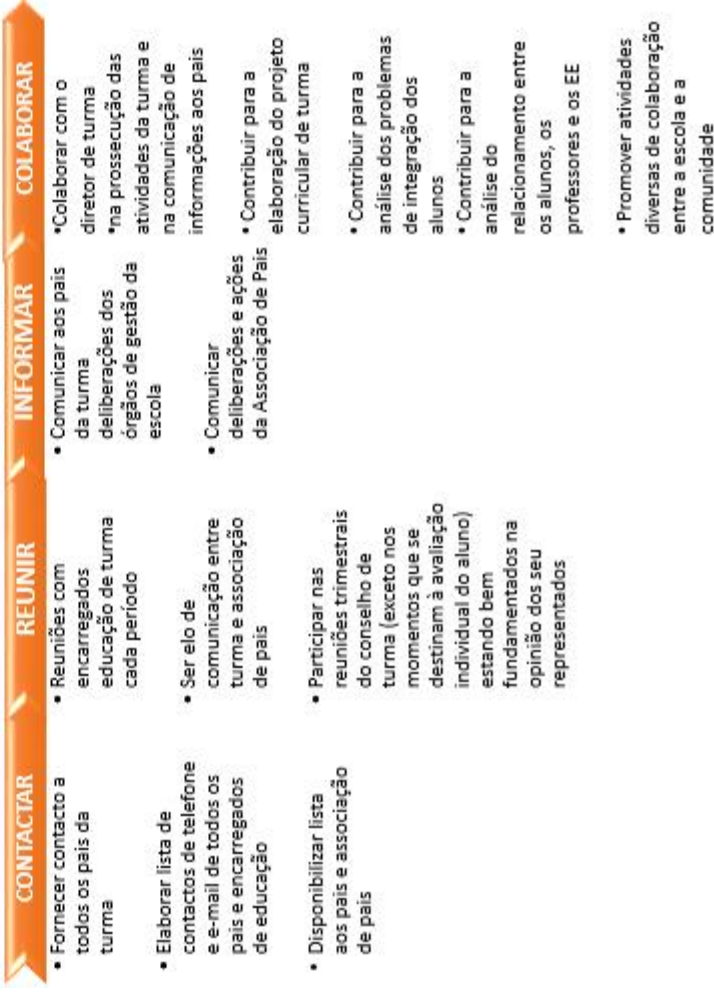 CONTACTAR
• Fornecer contacto a
todos os pais da
turma
• Elaborar lista de
contactos de telefone
e e-mail de todos os
pais e encarregados
de educação
• Disponibilizar lista
aos pais e associação
de pais
REUNIR
• Reuniões com
encarregados
educação de turma
cada período
• Ser elo de
comunicação entre
turma e associação
de pais
• Participar nas
reuniões trimestrais
do conselho de
turma (exceto nos
momentos que se
destinam à avaliação
individual do aluno)
estando bem
fundamentados na
opinião dos seu
representados
INFORMAR
• Comunicar aos pais
da turma
deliberações dos
órgãos de gestão da
escola
• Comunicar
deliberações e ações
da Associação de Pais
COLABORAR
•Colaborar com o
diretor de turma
•na prossecução das
atividades da turma e
na comunicação de
informações aos pais
• Contribuir para a
elaboração do projeto
curricular de turma
• Contribuir para a
análise dos problemas
de integração dos
alunos
• Contribuir para a
análise do
relacionamento entre
os alunos, os
professores e os EE
• Promover atividades
diversas de colaboração
entre a escola e a
comunidade